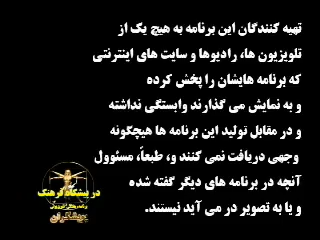 تهیه کنندگان این برنامه به هیچ یک از
تلویزیون ها، رادیوها و سایت های اینترنتی
که برنامه هایشان را پخش کرده
و به نمایش می گذارند وابستگی نداشته
و در مقابل تولید این برنامه ها هیچگونه
وجهی دریافت نمی کنند و، طبعاً، مسئوول
آنچه در برنامه های دیگر گفته شده
و یا به تصویر در می آید نیستند.
در پیشگاه فرهنگ